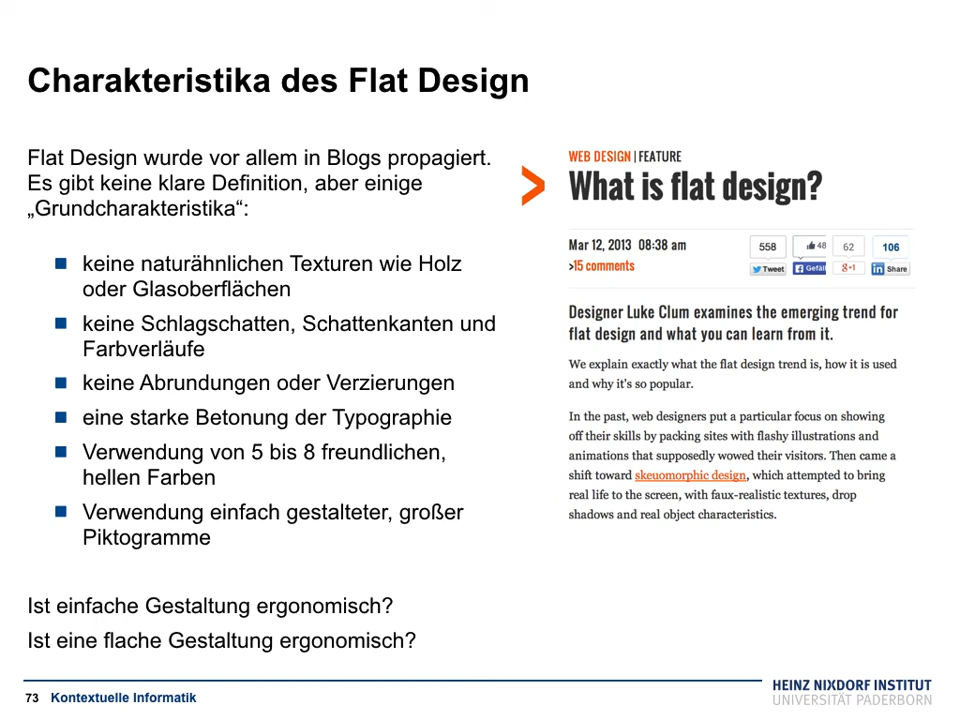 Charakteristika des Flat Design
Flat Design wurde vor allem in Blogs propagiert.
Es gibt keine klare Definition, aber einige
„Grundcharakteristika“:
keine naturähnlichen Texturen wie Holz
oder Glasoberflächen
keine Schlagschatten, Schattenkanten und
Farbverläufe
keine Abrundungen oder Verzierungen
eine starke Betonung der Typographie
Verwendung von 5 bis 8 freundlichen,
hellen Farben
Verwendung einfach gestalteter, großer
Piktogramme
Ist einfache Gestaltung ergonomisch?
Ist eine flache Gestaltung ergonomisch?
WEB DESIGN | FEATURE
What is flat design?
Mar 12, 2013 08:38 am
>15 comments
558 48 62 106
Tweet Gefäll g+1 in Share
Designer Luke Clum examines the emerging trend for
flat design and what you can learn from it.
We explain exactly what the flat design trend is, how it is used
and why it's so popular.
In the past, web designers put a particular focus on showing
off their skills by packing sites with flashy illustrations and
animations that supposedly wowed their visitors. Then came a
shift toward skeuomorphic design, which attempted to bring
real life to the screen, with faux-realistic textures, drop
shadows and real object characteristics.
73 Kontextuelle Informatik
HEINZ NIXDORF INSTITUT
UNIVERSITÄT PADERBORN